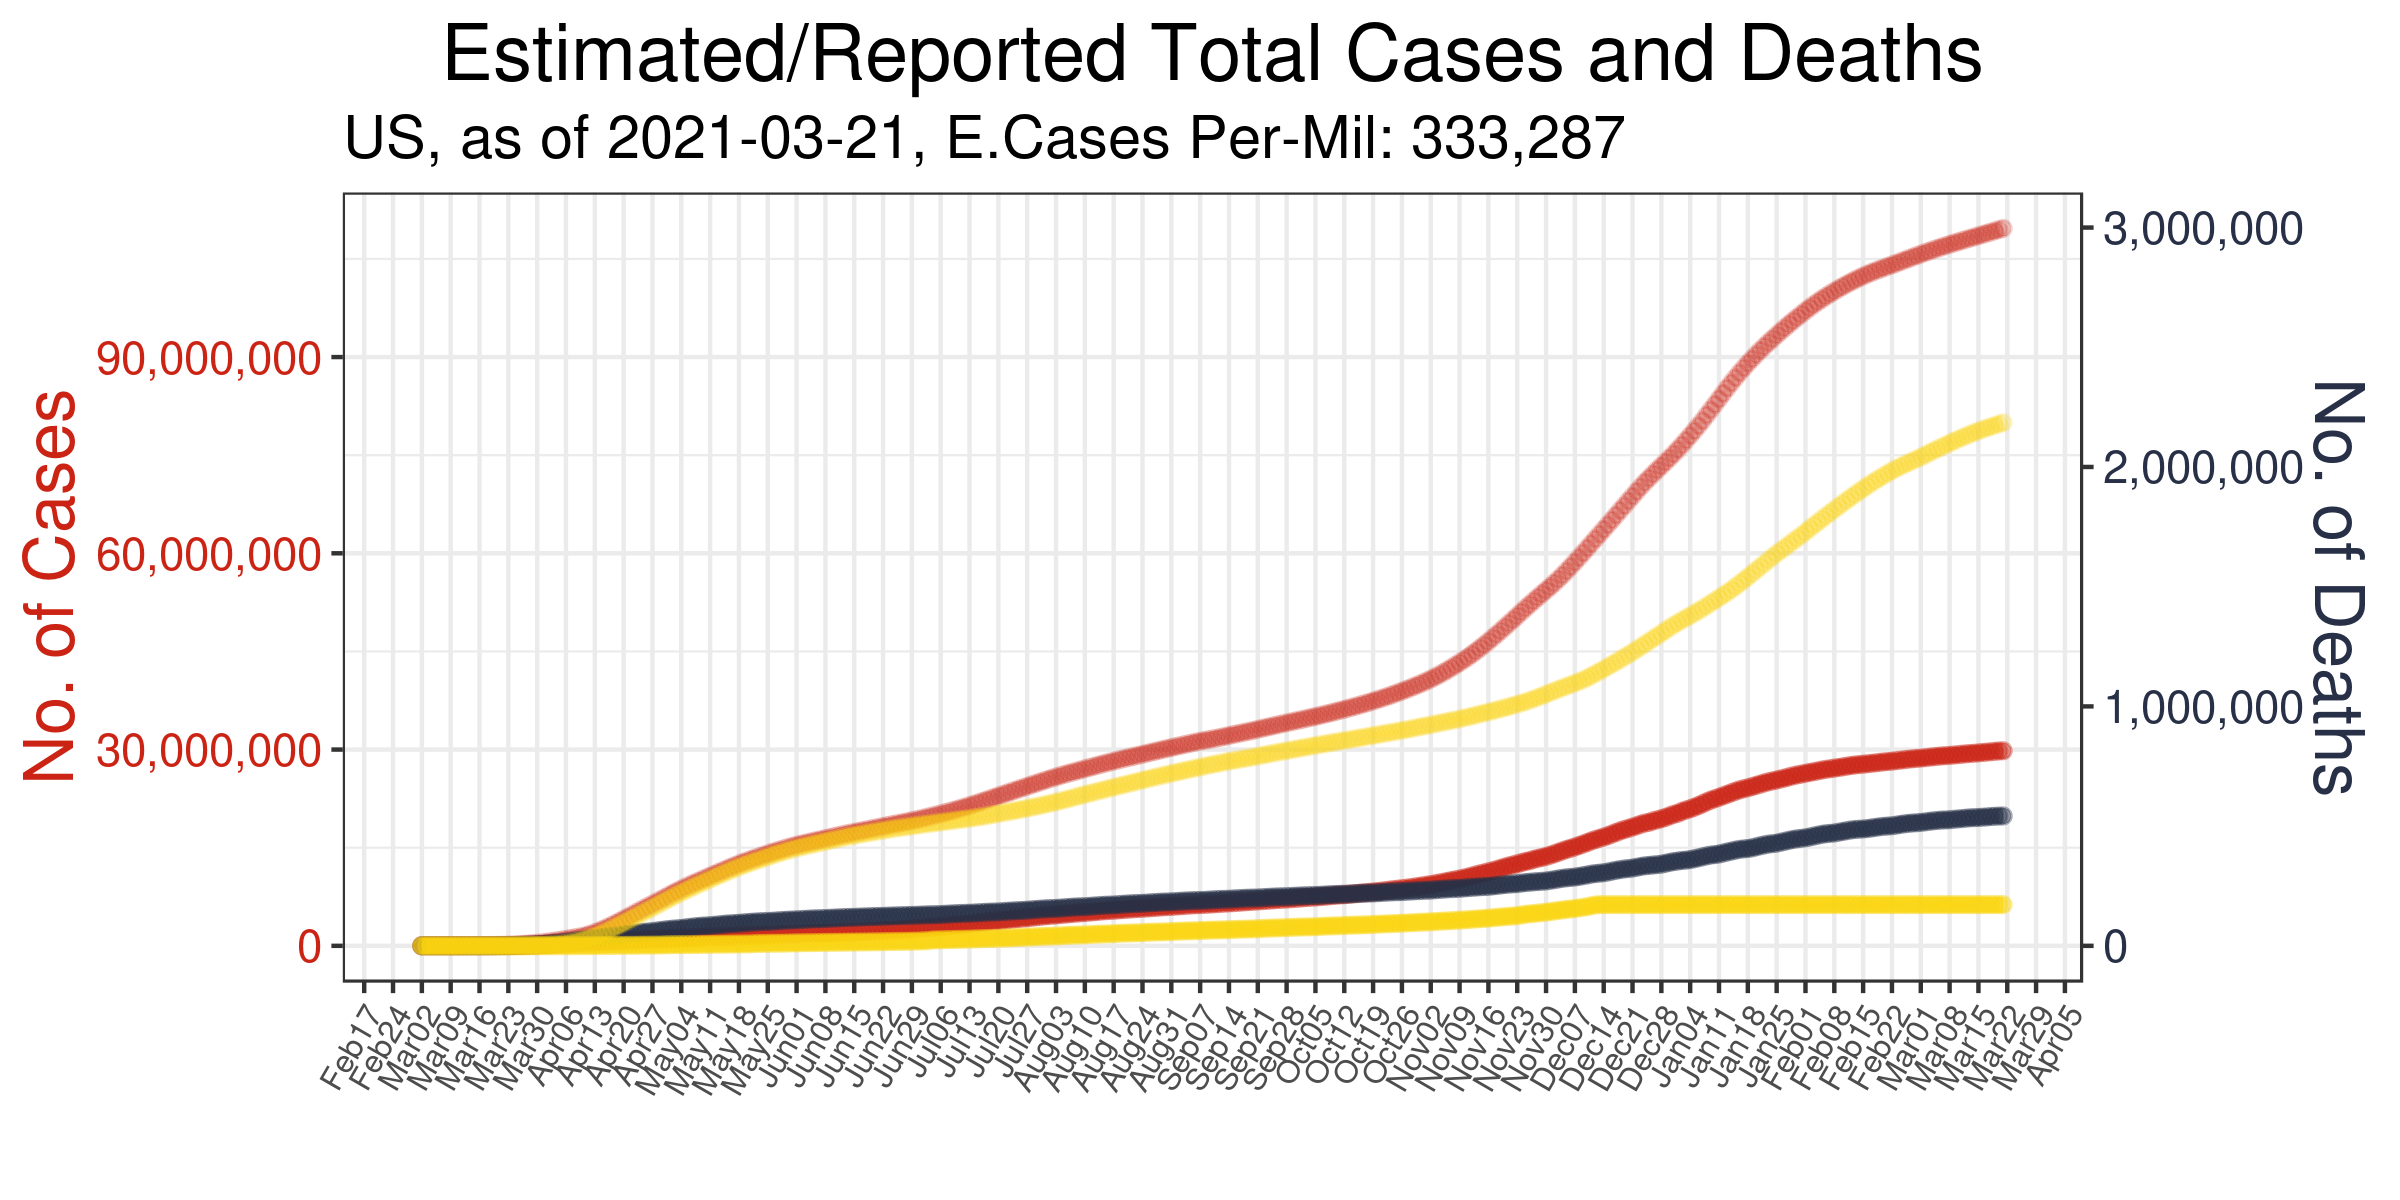 Estimated/Reported Total Cases and Deaths
US, as of 2021-03-21, E.Cases Per-Mil: 333,287
No. of Cases
90,000,000
60,000,000
30,000,000
0
3,000,000
2,000,000
1,000,000
0
No. of Deaths
Feb17
Feb24
Mar02
Mar09
Mar16
Mar23
Mar30
Apr06
Apr13
Apr20
Apr27
May04
May11
May18
May25
Jun01
Jun08
Jun15
Jun22
Jun29
Jul06
Jul13
Jul20
Jul27
Aug03
Aug10
Aug17
Aug24
Aug31
Sep07
Sep14
Sep21
Sep28
Oct05
Oct12
Oct19
Oct26
Nov02
Nov09
Nov16
Nov23
Nov30
Dec07
Dec14
Dec21
Dec28
Jan04
Jan11
Jan18
Jan25
Feb01
Feb08
Feb15
Feb22
Mar01
Mar08
Mar15
Mar22
Mar29
Apr05